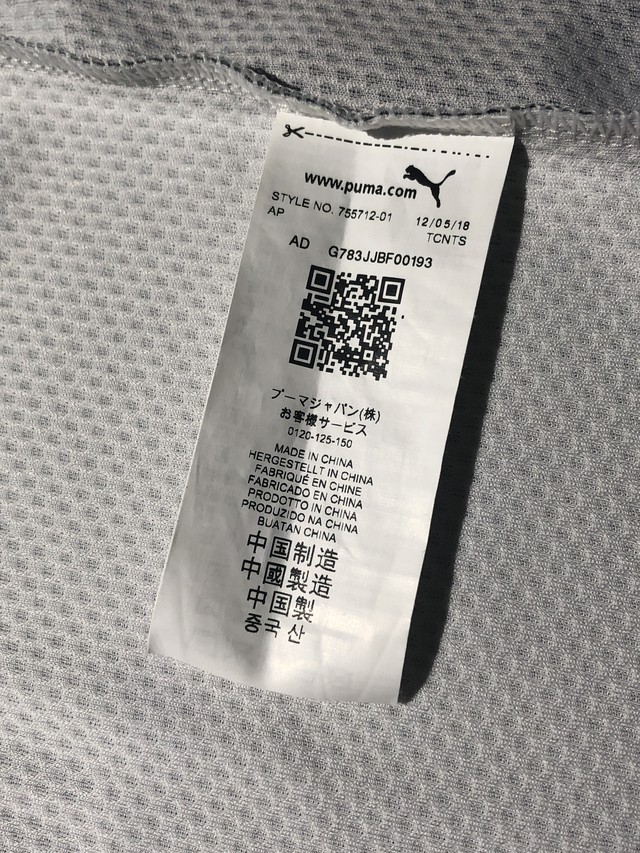 www.puma.com
STYLE NO. 755712-01 12/05/18
AP TCNTS
AD G783JJBF00193
プーマジャパン(株)
お客様サービス
0120-125-150
MADE IN CHINA
HERGESTELLT IN CHINA
FABRIQUÉ EN CHINE
FABRICADO EN CHINA
PRODOTTO IN CHINA
PRODUZIDO NA CHINA
BUATAN CHINA
中国制造
中國製造
中国製
중국 산